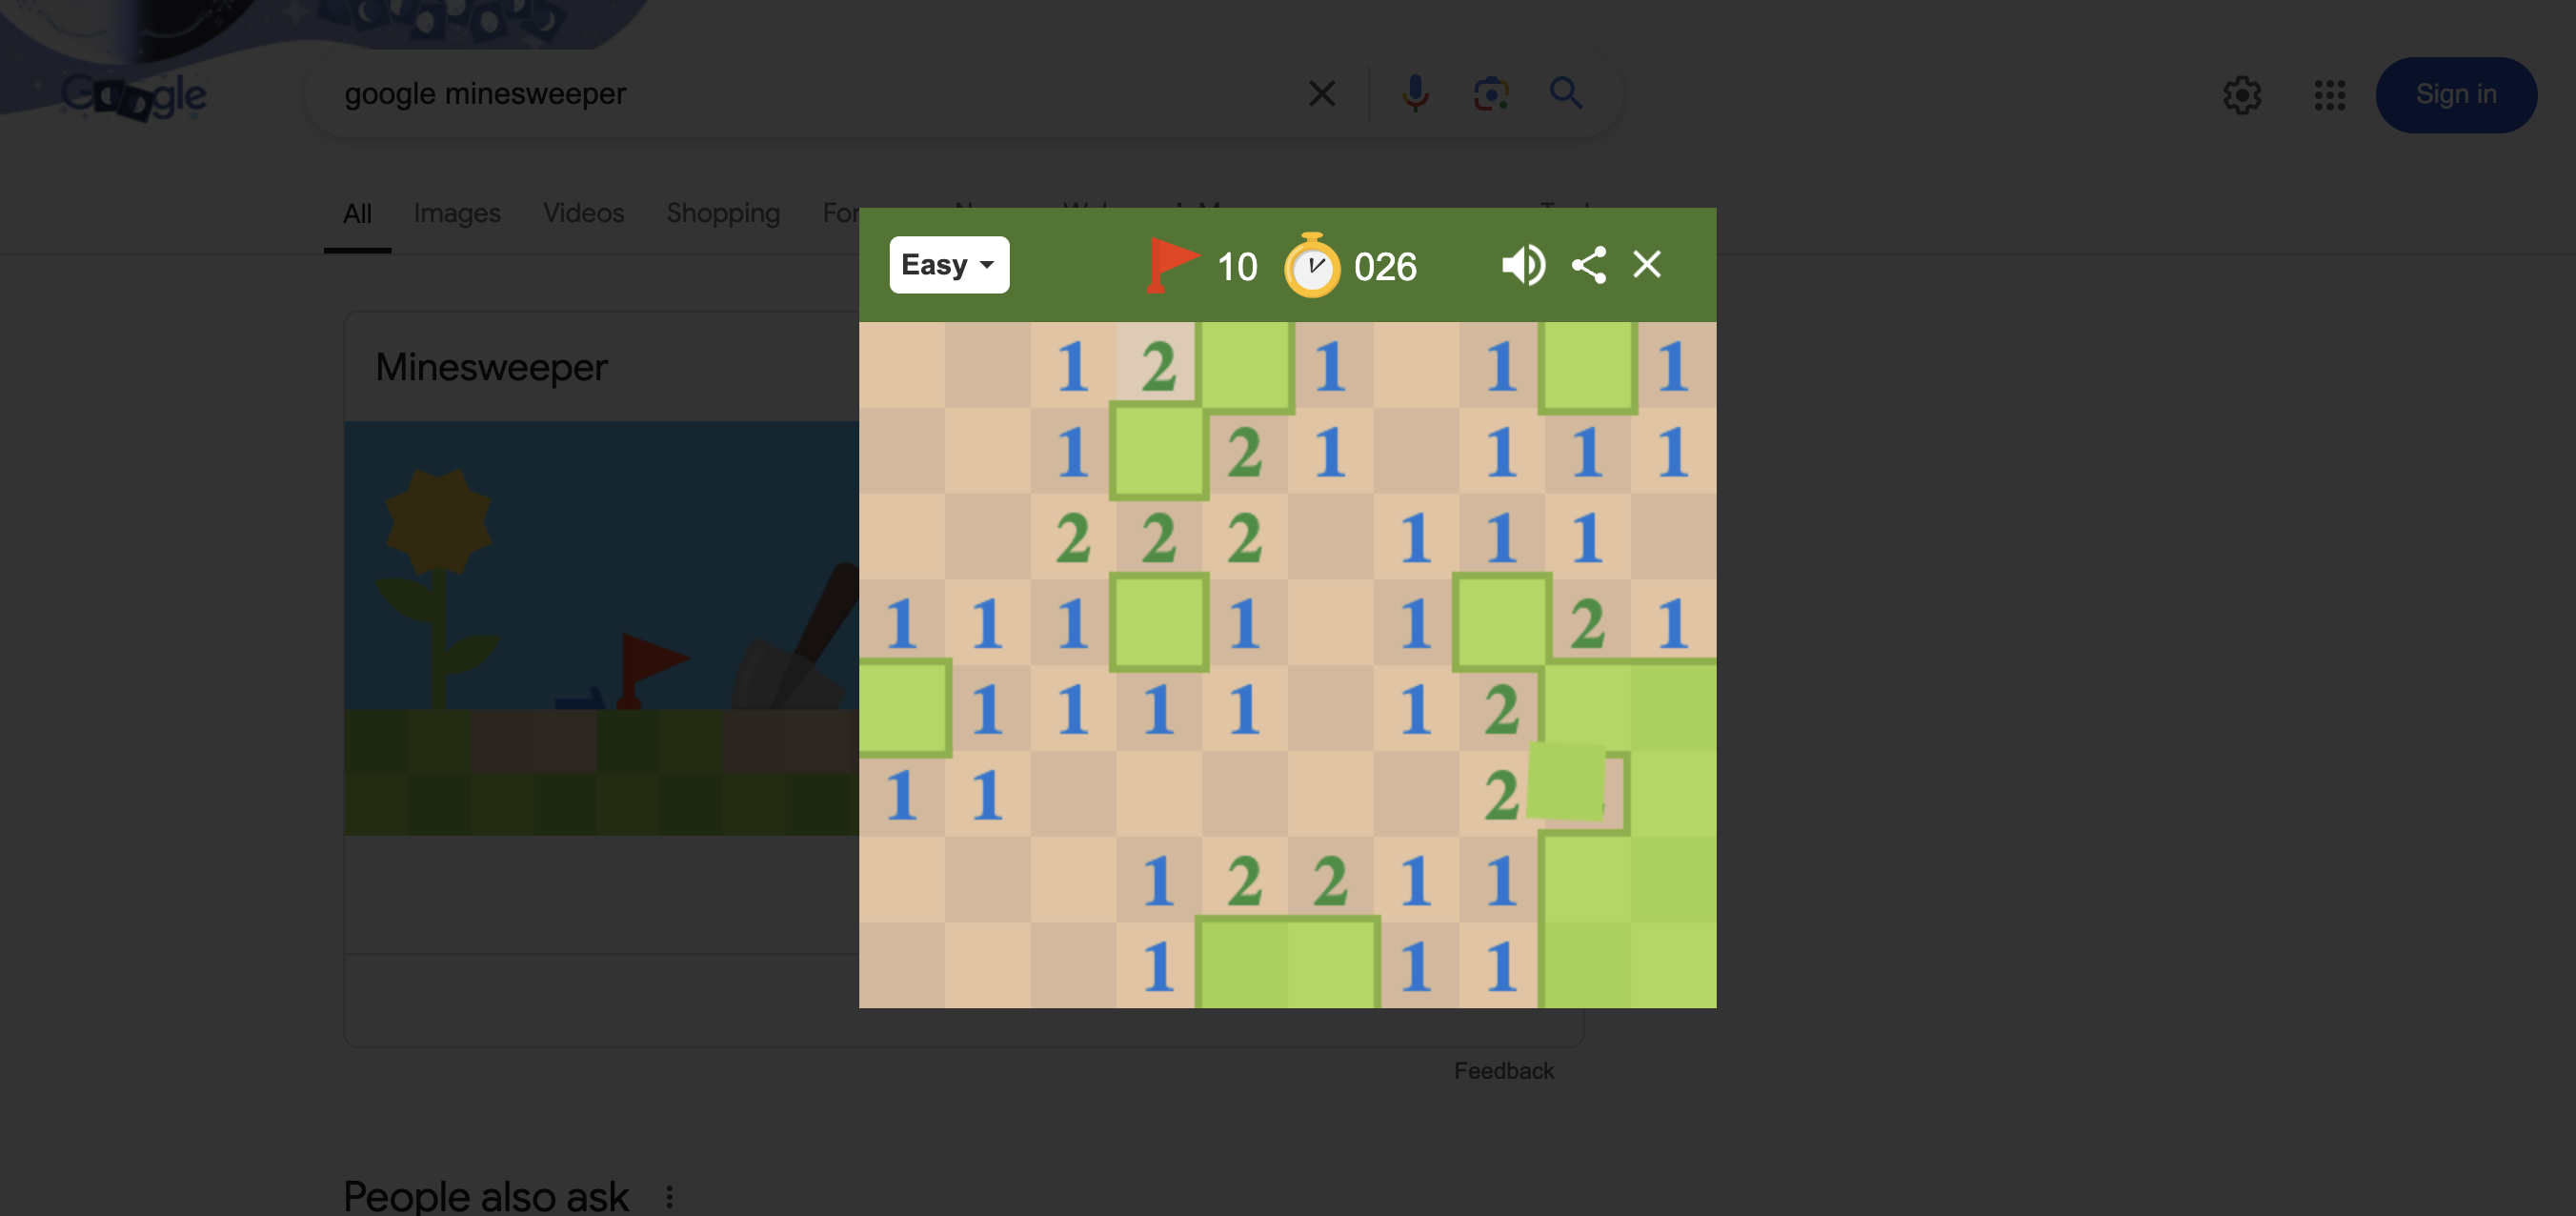 Google
google minesweeper
Sign in
All Images Videos Shopping
Easy 10 026
Minesweeper
1 2 1 1 1
1 2 1 1 1 1
2 2 2 1 1 1
1 1 1 1 1 2 1
1 1 1 1 1 2
1 1 2
1 2 2 1 1
1 1 1
Feedback
People also ask